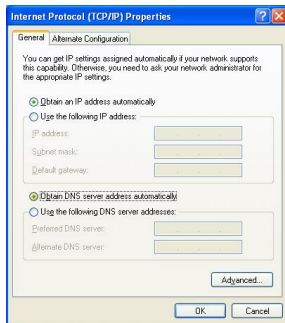 Internet Protocol (TCP/IP) Properties
General
Alternate Configuration
You can get IP settings assigned automatically if your network supports
this capability. Otherwise, you need to ask your network administrator for
the appropriate IP settings.
Obtain an IP address automatically
Use the following IP address:
IP address:
Subnet mask:
Default gateway:
Obtain DNS server address automatically
Use the following DNS server addresses:
Preferred DNS server:
Alternate DNS server:
Advanced...
OK
Cancel